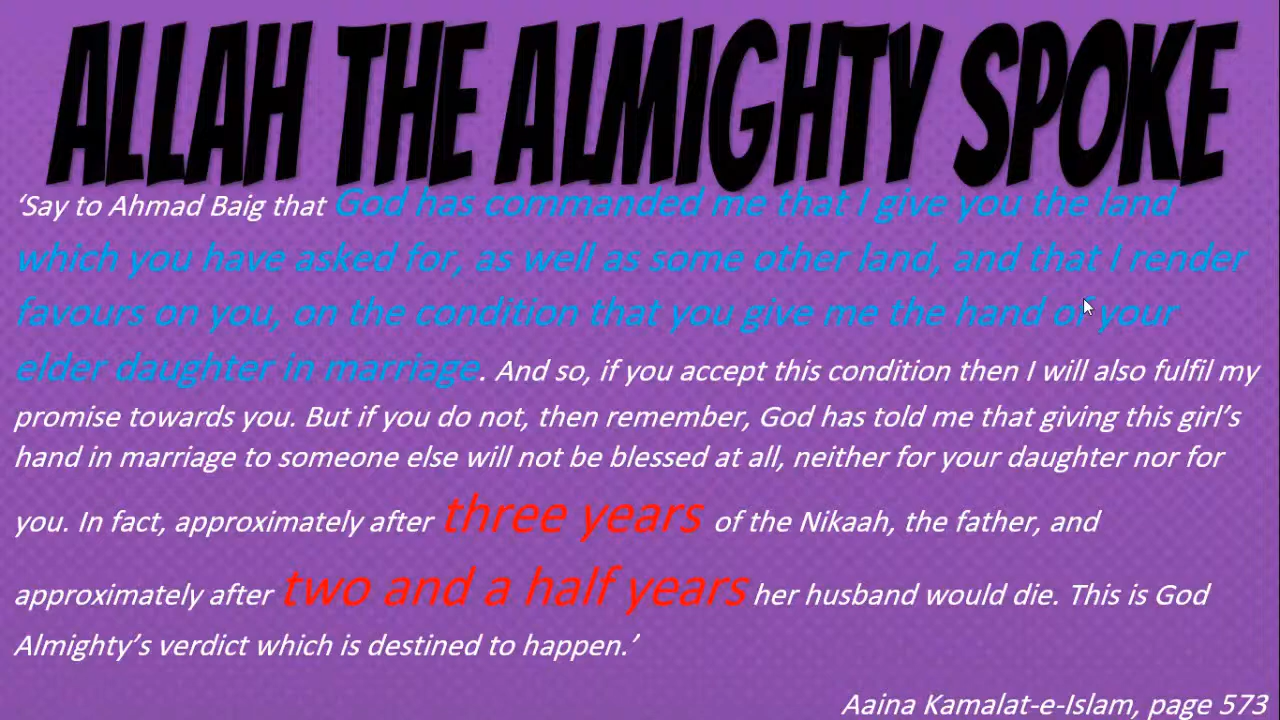 ALLAH THE ALMIGHTY SPOKE
‘Say to Ahmad Baig that God has commanded me that I give you the land
which you have asked for, as well as some other land, and that I render
favours on you, on the condition that you give me the hand of your
elder daughter in marriage. And so, if you accept this condition then I will also fulfil my
promise towards you. But if you do not, then remember, God has told me that giving this girl’s
hand in marriage to someone else will not be blessed at all, neither for your daughter nor for
you. In fact, approximately after three years of the Nikaah, the father, and
approximately after two and a half years her husband would die. This is God
Almighty’s verdict which is destined to happen.’
Aaina Kamalat-e-Islam, page 573